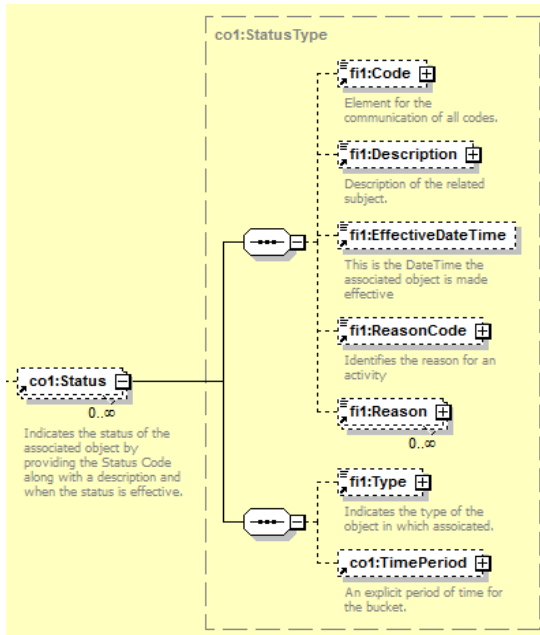 co1:StatusType
fi1:Code
Element for the
communication of all codes.
fi1:Description
Description of the related
subject.
fi1:EffectiveDateTime
This is the DateTime the
associated object is made
effective
fi1:ReasonCode
Identifies the reason for an
activity
co1:Status
0..∞
Indicates the status of the
associated object by
providing the Status Code
along with a description and
when the status is effective.
fi1:Reason
0..∞
fi1:Type
Indicates the type of the
object in which assoicated.
co1:TimePeriod
An explicit period of time for
the bucket.